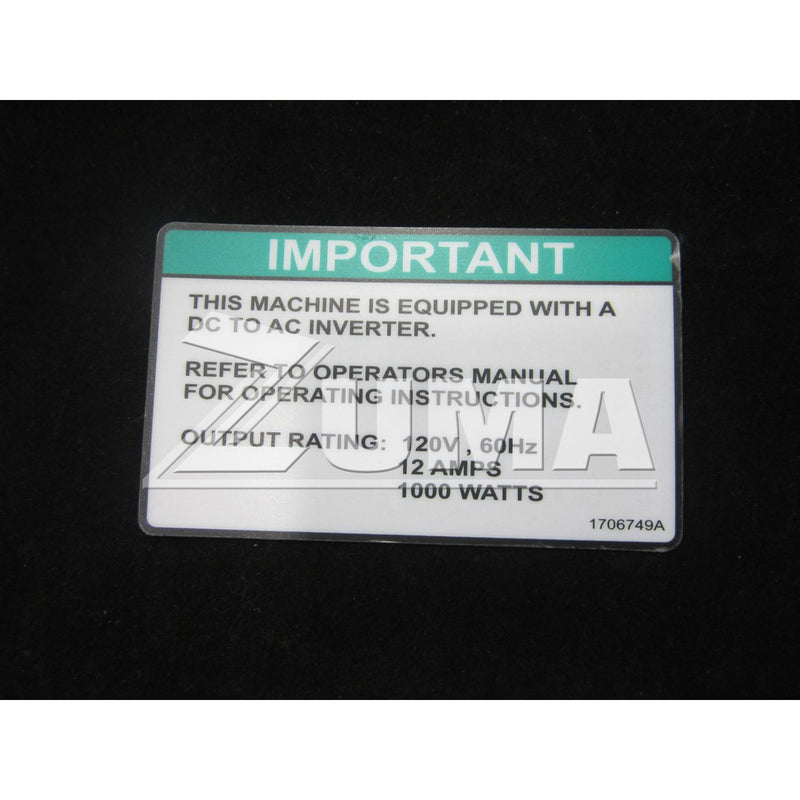 IMPORTANT
THIS MACHINE IS EQUIPPED WITH A
DC TO AC INVERTER.
REFER TO OPERATORS MANUAL
FOR OPERATING INSTRUCTIONS.
OUTPUT RATING: 120V , 60Hz
12 AMPS
1000 WATTS
1706749A
ZUMA